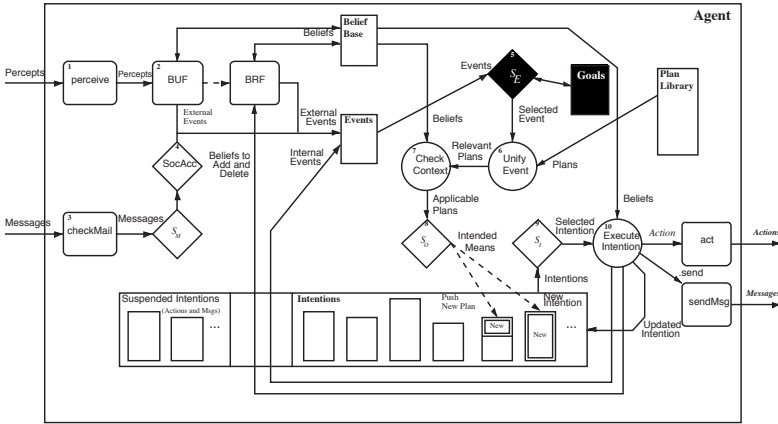 Agent
Belief
Base
Beliefs
Percepts
1
perceive
Percepts
2
BUF
BRF
External
Events
External
Events
Events
Internal
Events
Events
5
S_E
Goals
Plan
Library
Selected
Event
Beliefs
4
SocAcc
Beliefs to
Add and
Delete
7
Check
Context
Relevant
Plans
6
Unify
Event
Plans
Applicable
Plans
Beliefs
Messages
3
checkMail
Messages
S_M
8
S_O
Intended
Means
9
S_I
Selected
Intention
10
Execute
Intention
Action
act
Actions
.send
sendMsg
Messages
Intentions
Suspended Intentions
(Actions and Msgs)
...
Intentions
Push
New Plan
New
Intention
New
New
...
Updated
Intention